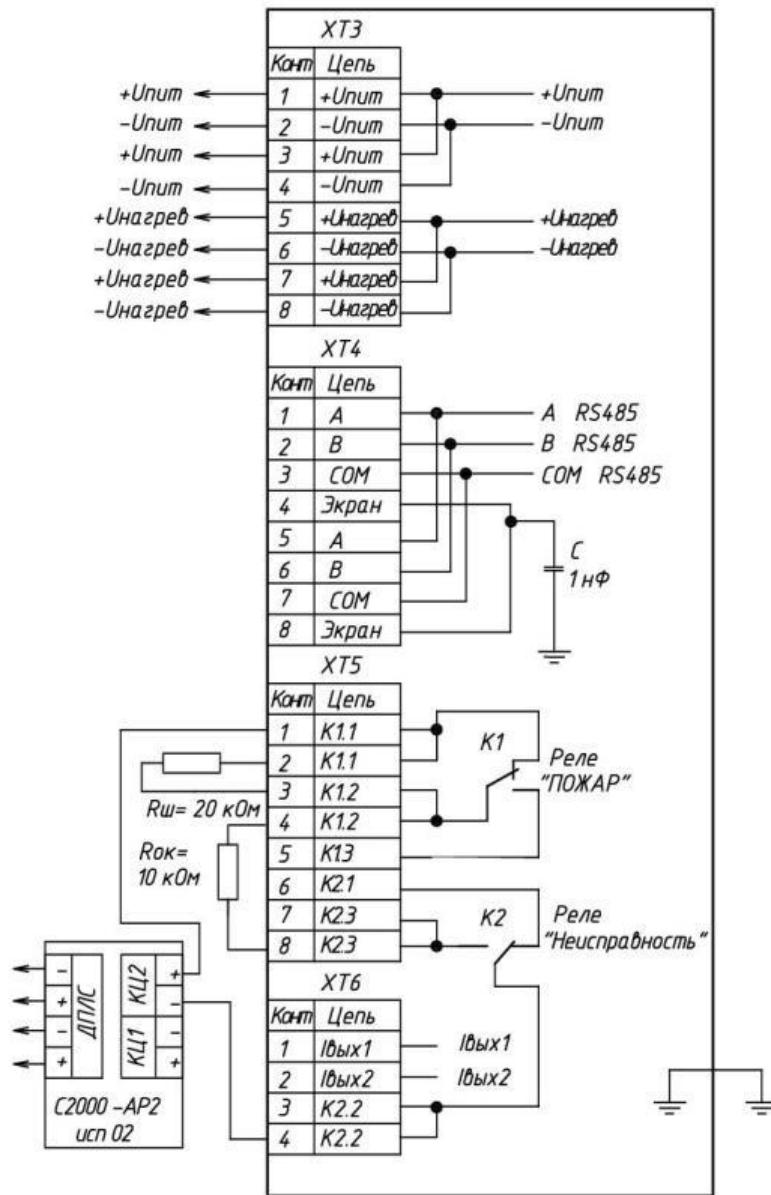 XT3
Конт Цепь
+Uпит 1 +Uпит +Uпит
-Uпит 2 -Uпит -Uпит
+Uпит 3 +Uпит
-Uпит 4 -Uпит
+Uнагрев 5 +Uнагрев +Uнагрев
-Uнагрев 6 -Uнагрев -Uнагрев
+Uнагрев 7 +Uнагрев
-Uнагрев 8 -Uнагрев
XT4
Конт Цепь
1 A A RS485
2 B B RS485
3 COM COM RS485
4 Экран
5 A
6 B
7 COM
8 Экран
C
1 нФ
XT5
Конт Цепь
1 K1.1
2 K1.1
3 K1.2
4 K1.2
5 K1.3
6 K2.1
7 K2.3
8 K2.3
K1
Реле
"ПОЖАР"
Rш= 20 кОм
Rок=
10 кОм
K2
Реле
"Неисправность"
XT6
Конт Цепь
1 Iвых1 Iвых1
2 Iвых2 Iвых2
3 K2.2
4 K2.2
- + - +
ДПЛС
КЦ2
КЦ1
+ - - +
С2000 -АР2
исп 02